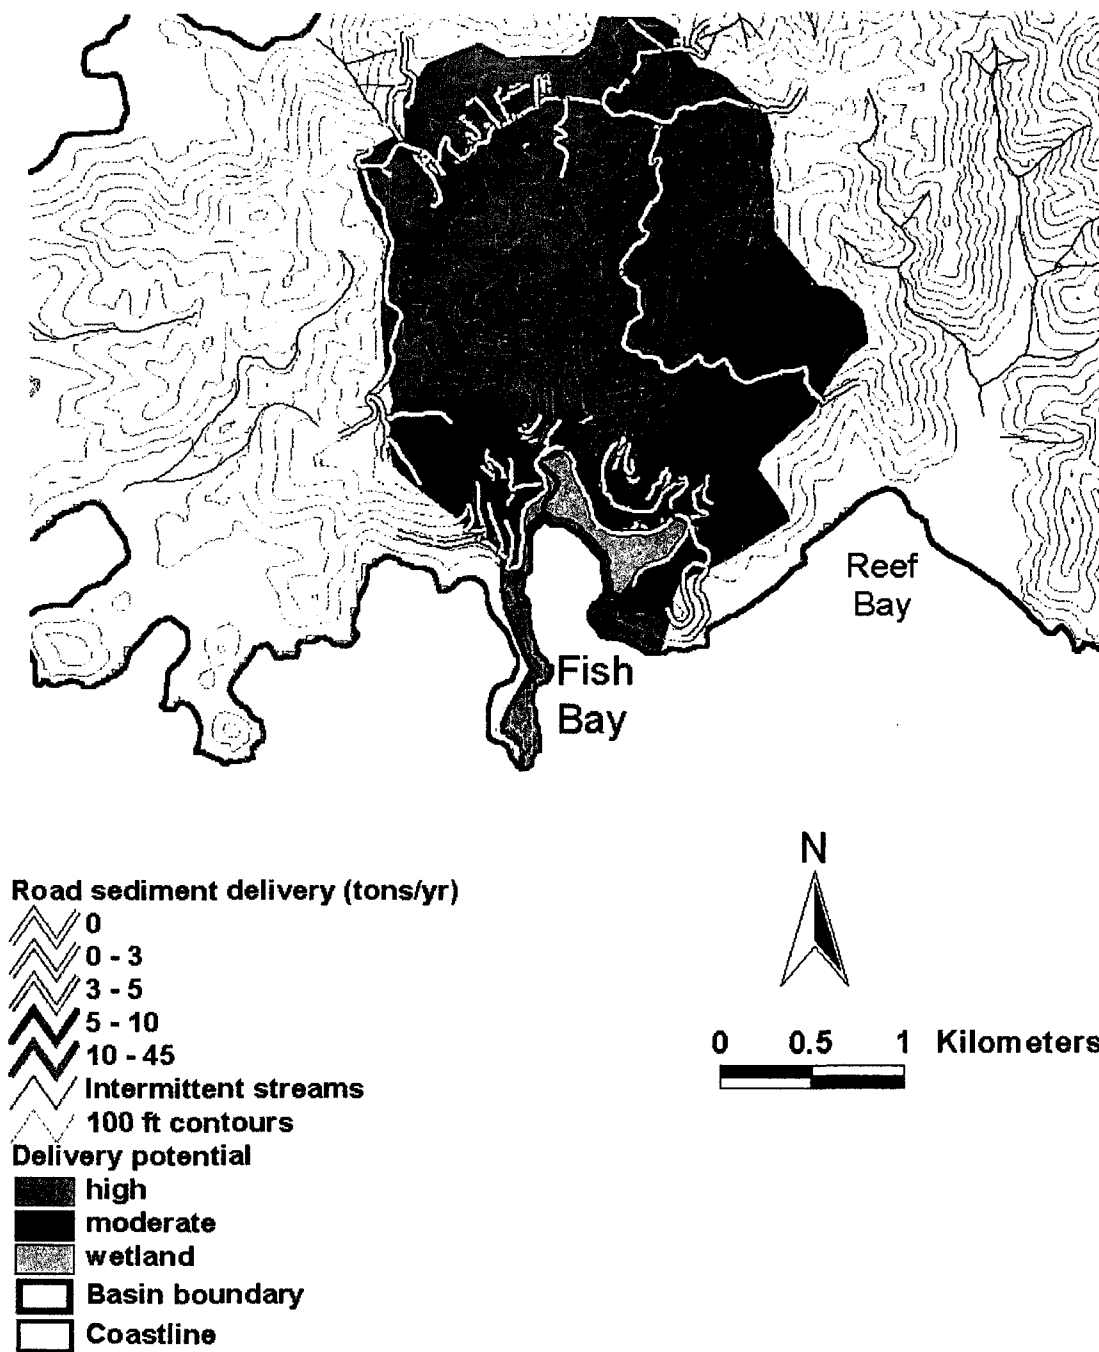 Reef
Bay
Fish
Bay
N
Road sediment delivery (tons/yr)
0
0 - 3
3 - 5
5 - 10
10 - 45
Intermittent streams
100 ft contours
0 0.5 1 Kilometers
Delivery potential
high
moderate
wetland
Basin boundary
Coastline